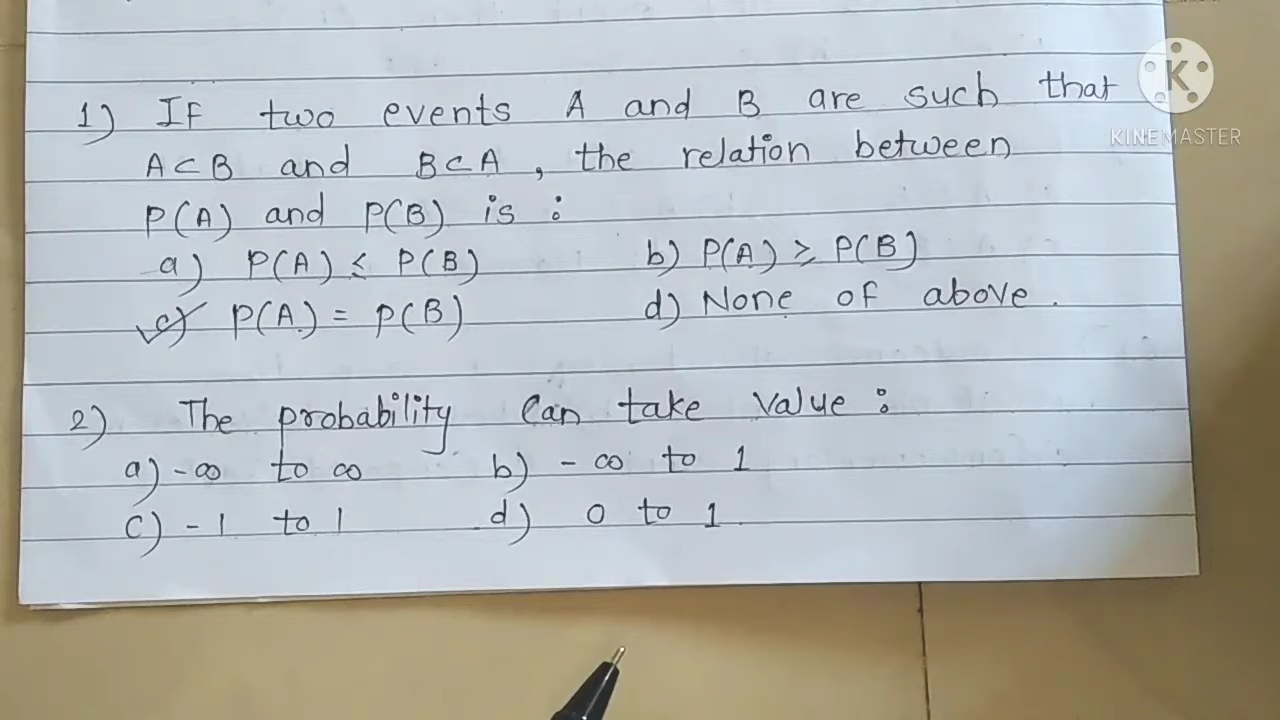 1) IF two events A and B are such that
A⊂B and B⊂A, the relation between
P(A) and P(B) is :
a) P(A) ≤ P(B) b) P(A) ≥ P(B)
c) P(A) = P(B) d) None of above.
2) The probability can take value :
a) -∞ to ∞ b) -∞ to 1
c) -1 to 1 d) 0 to 1
K
KINEMASTER